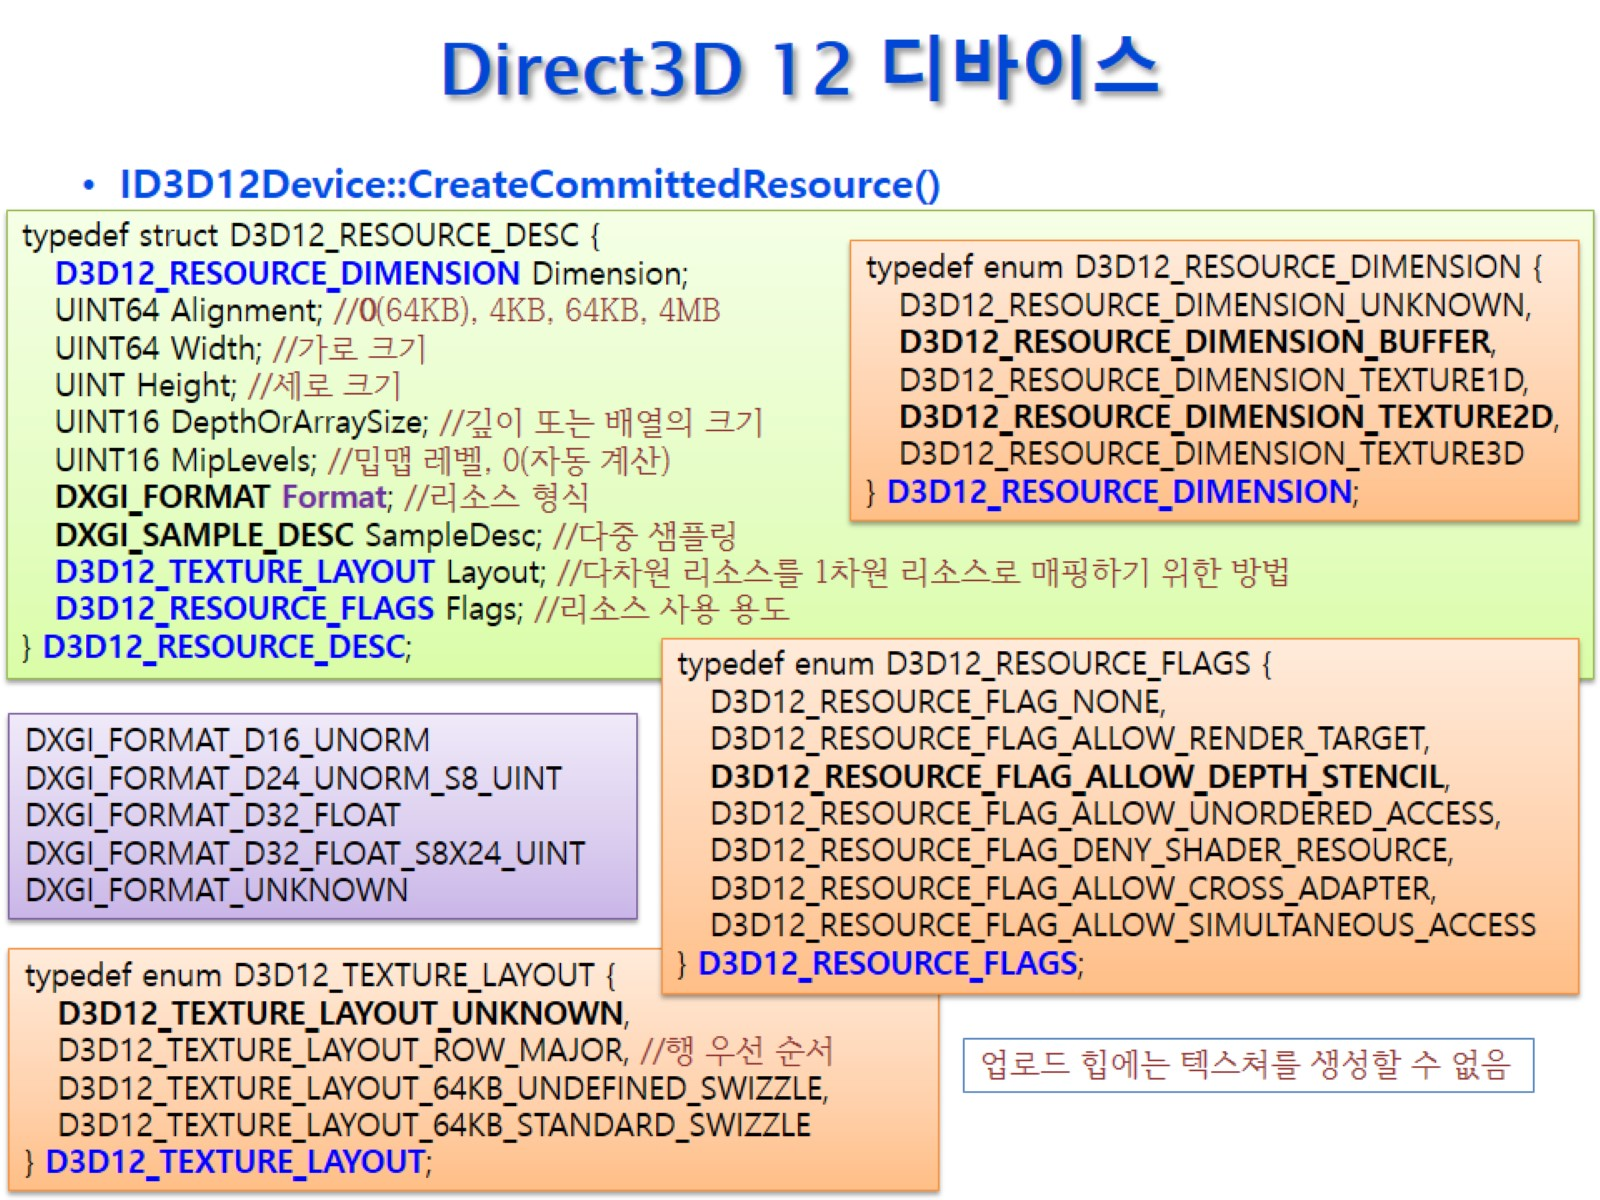 Direct3D 12 디바이스
• ID3D12Device::CreateCommittedResource()
typedef struct D3D12_RESOURCE_DESC {
D3D12_RESOURCE_DIMENSION Dimension;
UINT64 Alignment; //0(64KB), 4KB, 64KB, 4MB
UINT64 Width; //가로 크기
UINT Height; //세로 크기
UINT16 DepthOrArraySize; //깊이 또는 배열의 크기
UINT16 MipLevels; //밉맵 레벨, 0(자동 계산)
DXGI_FORMAT Format; //리소스 형식
DXGI_SAMPLE_DESC SampleDesc; //다중 샘플링
D3D12_TEXTURE_LAYOUT Layout; //다차원 리소스를 1차원 리소스로 매핑하기 위한 방법
D3D12_RESOURCE_FLAGS Flags; //리소스 사용 용도
} D3D12_RESOURCE_DESC;
typedef enum D3D12_RESOURCE_DIMENSION {
D3D12_RESOURCE_DIMENSION_UNKNOWN,
D3D12_RESOURCE_DIMENSION_BUFFER,
D3D12_RESOURCE_DIMENSION_TEXTURE1D,
D3D12_RESOURCE_DIMENSION_TEXTURE2D,
D3D12_RESOURCE_DIMENSION_TEXTURE3D
} D3D12_RESOURCE_DIMENSION;
typedef enum D3D12_RESOURCE_FLAGS {
D3D12_RESOURCE_FLAG_NONE,
D3D12_RESOURCE_FLAG_ALLOW_RENDER_TARGET,
D3D12_RESOURCE_FLAG_ALLOW_DEPTH_STENCIL,
D3D12_RESOURCE_FLAG_ALLOW_UNORDERED_ACCESS,
D3D12_RESOURCE_FLAG_DENY_SHADER_RESOURCE,
D3D12_RESOURCE_FLAG_ALLOW_CROSS_ADAPTER,
D3D12_RESOURCE_FLAG_ALLOW_SIMULTANEOUS_ACCESS
} D3D12_RESOURCE_FLAGS;
DXGI_FORMAT_D16_UNORM
DXGI_FORMAT_D24_UNORM_S8_UINT
DXGI_FORMAT_D32_FLOAT
DXGI_FORMAT_D32_FLOAT_S8X24_UINT
DXGI_FORMAT_UNKNOWN
typedef enum D3D12_TEXTURE_LAYOUT {
D3D12_TEXTURE_LAYOUT_UNKNOWN,
D3D12_TEXTURE_LAYOUT_ROW_MAJOR, //행 우선 순서
D3D12_TEXTURE_LAYOUT_64KB_UNDEFINED_SWIZZLE,
D3D12_TEXTURE_LAYOUT_64KB_STANDARD_SWIZZLE
} D3D12_TEXTURE_LAYOUT;
업로드 힙에는 텍스쳐를 생성할 수 없음